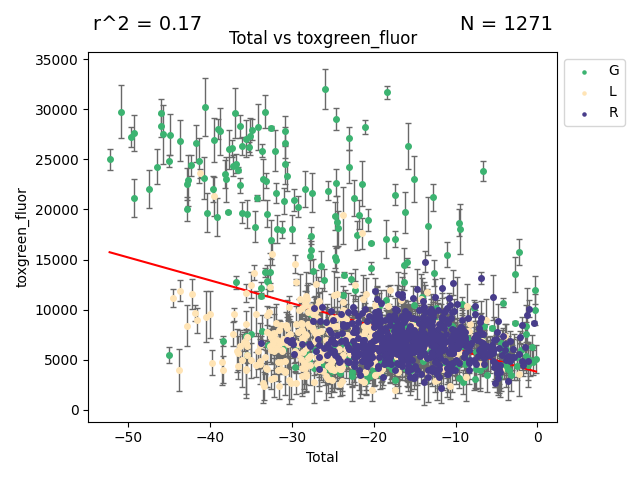 r^2 = 0.17
N = 1271
Total vs toxgreen_fluor
35000
30000
25000
20000
15000
10000
5000
0
toxgreen_fluor
−50
−40
−30
−20
−10
0
Total
G
L
R